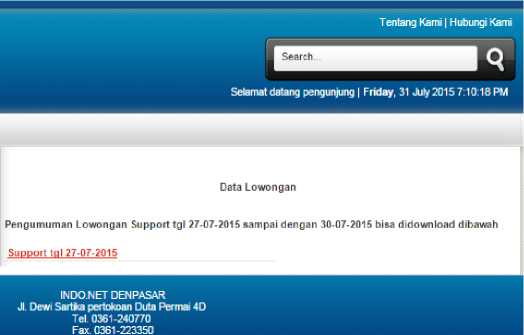 Tentang Kami | Hubungi Kami
Search...
Selamat datang pengunjung | Friday, 31 July 2015 7:10:18 PM
Data Lowongan
Pengumuman Lowongan Support tgl 27-07-2015 sampai dengan 30-07-2015 bisa didownload dibawah
Support tgl 27-07-2015
INDO.NET DENPASAR
Jl. Dewi Sartika pertokoan Duta Permai 4D
Tel. 0361-240770
Fax. 0361-223350